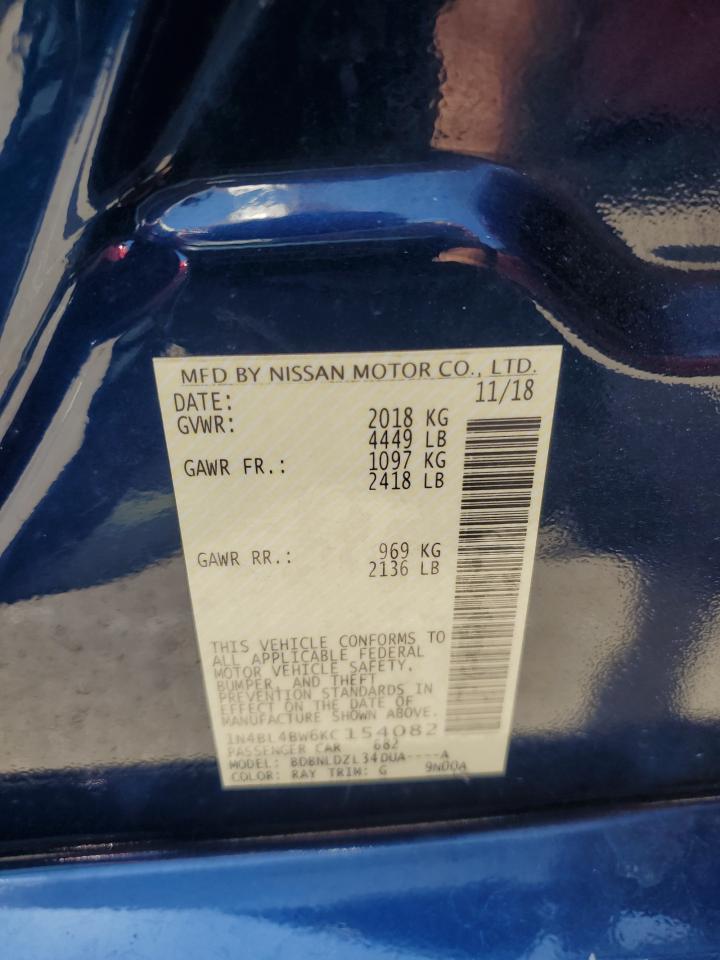 MFD BY NISSAN MOTOR CO., LTD.
DATE: 11/18
GVWR: 2018 KG
4449 LB
GAWR FR.: 1097 KG
2418 LB
GAWR RR.: 969 KG
2136 LB
THIS VEHICLE CONFORMS TO
ALL APPLICABLE FEDERAL
MOTOR VEHICLE SAFETY,
BUMPER, AND THEFT
PREVENTION STANDARDS IN
EFFECT ON THE DATE OF
MANUFACTURE SHOWN ABOVE.
1N4BL4BW6KC154082
PASSENGER CAR 682
MODEL: BDBNLDZL34DUA----A
COLOR: RAY TRIM: G 9N00A